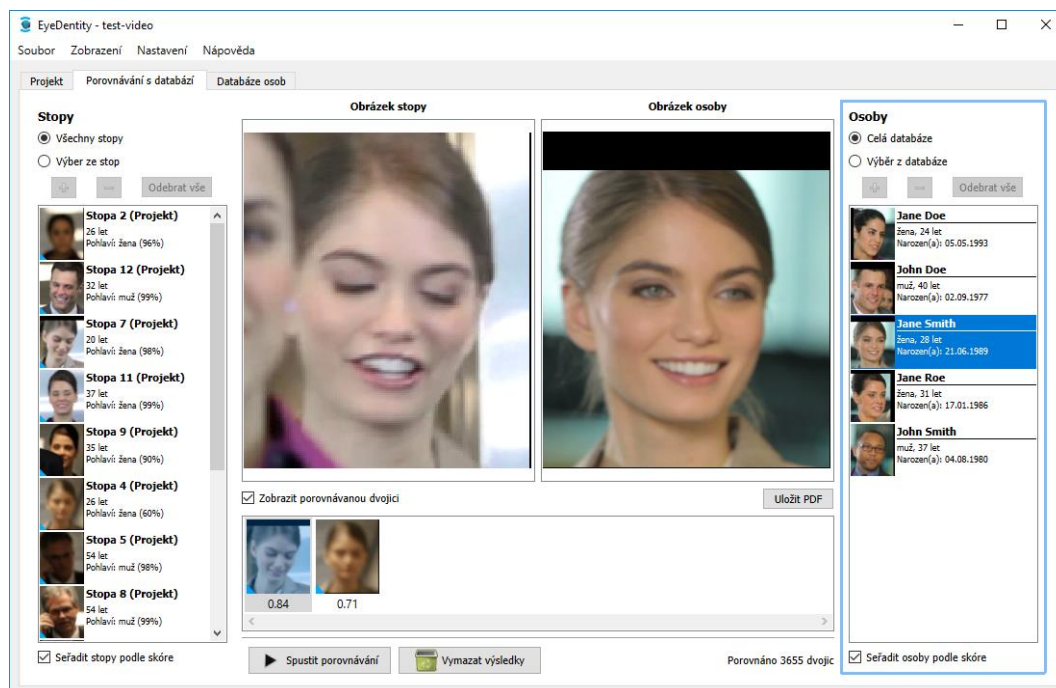 EyeDentity - test-video
Soubor Zobrazení Nastavení Nápověda
Projekt Porovnávání s databází Databáze osob
Stopy
Všechny stopy
Výber ze stop
Odebrat vše
Stopa 2 (Projekt)
26 let
Pohlaví: žena (96%)
Stopa 12 (Projekt)
32 let
Pohlaví: muž (99%)
Stopa 7 (Projekt)
20 let
Pohlaví: žena (98%)
Stopa 11 (Projekt)
37 let
Pohlaví: žena (99%)
Stopa 9 (Projekt)
35 let
Pohlaví: žena (90%)
Stopa 4 (Projekt)
26 let
Pohlaví: žena (60%)
Stopa 5 (Projekt)
54 let
Pohlaví: muž (98%)
Stopa 8 (Projekt)
54 let
Pohlaví: muž (99%)
Seřadit stopy podle skóre
Obrázek stopy
Obrázek osoby
Zobrazit porovnávanou dvojici
Uložit PDF
0.84 0.71
Spustit porovnávání
Vymazat výsledky
Porovnáno 3655 dvojic
Osoby
Celá databáze
Výběr z databáze
Odebrat vše
Jane Doe
žena, 24 let
Narozen(a): 05.05.1993
John Doe
muž, 40 let
Narozen(a): 02.09.1977
Jane Smith
žena, 28 let
Narozen(a): 21.06.1989
Jane Roe
žena, 31 let
Narozen(a): 17.01.1986
John Smith
muž, 37 let
Narozen(a): 04.08.1980
Seřadit osoby podle skóre